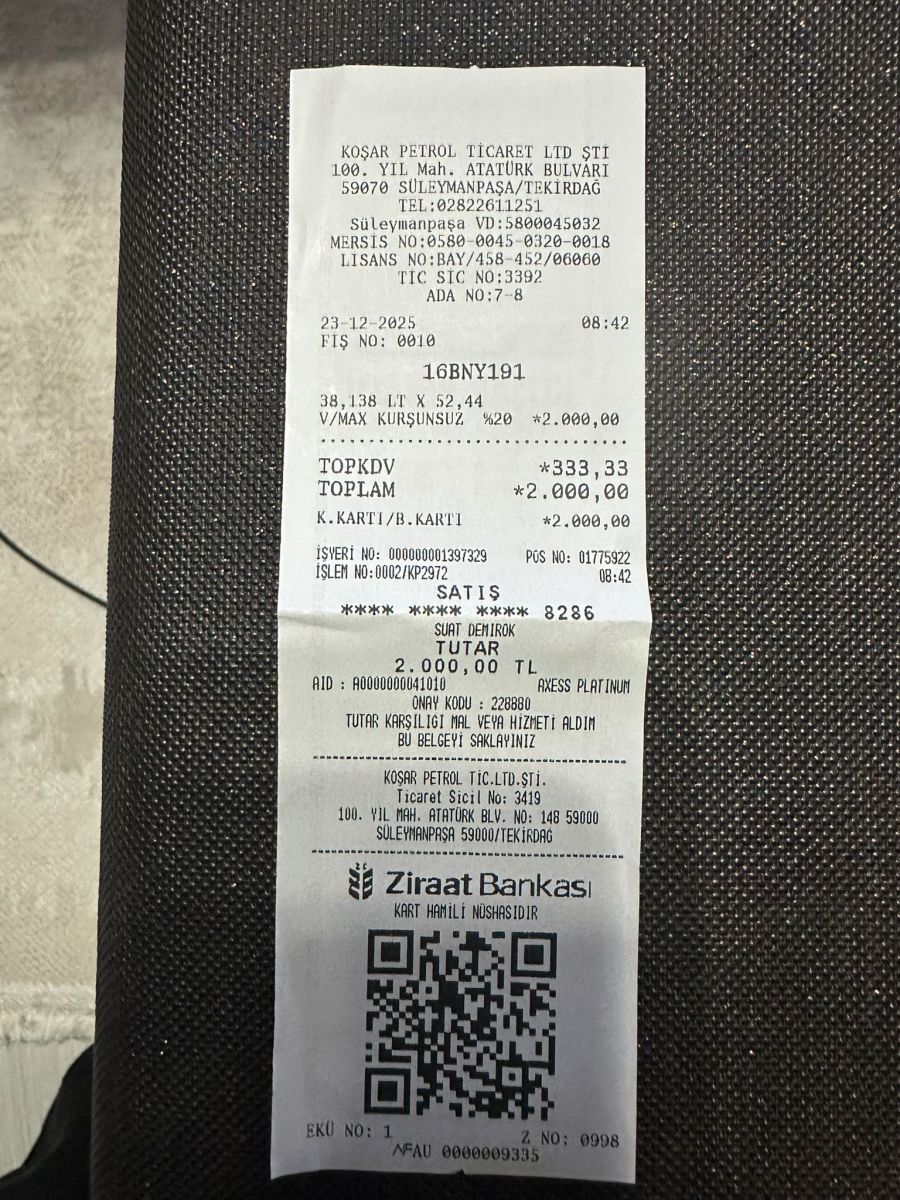 KOŞAR PETROL TİCARET LTD ŞTİ
100. YIL Mah. ATATÜRK BULVARI
59070 SÜLEYMANPAŞA/TEKİRDAĞ
TEL:02822611251
Süleymanpaşa VD:5800045032
MERSIS NO:0580-0045-0320-0018
LISANS NO:BAY/458-452/06060
TIC SIC NO:3392
ADA NO:7-8
23-12-2025 08:42
FİŞ NO: 0010
16BNY191
38,138 LT X 52,44
V/MAX KURŞUNSUZ %20 *2.000,00
TOPKDV *333,33
TOPLAM *2.000,00
K.KARTI/B.KARTI *2.000,00
İŞYERİ NO: 000000001397329 POS NO: 01775922
İŞLEM NO:0002/KP2972 08:42
SATIŞ
**** **** **** 8286
SUAT DEMIROK
TUTAR
2.000,00 TL
AID : A0000000041010 AXESS PLATINUM
ONAY KODU : 228880
TUTAR KARŞILIGI MAL VEYA HİZMETİ ALDIM
BU BELGEYİ SAKLAYINIZ
KOŞAR PETROL TİC.LTD.ŞTİ.
Ticaret Sicil No: 3419
100. YIL MAH. ATATÜRK BLV. NO: 148 59000
SÜLEYMANPAŞA 59000/TEKİRDAĞ
Ziraat Bankası
KART HAMİLİ NÜSHASIDIR
EKÜ NO: 1 Z NO: 0998
AU 0000009335